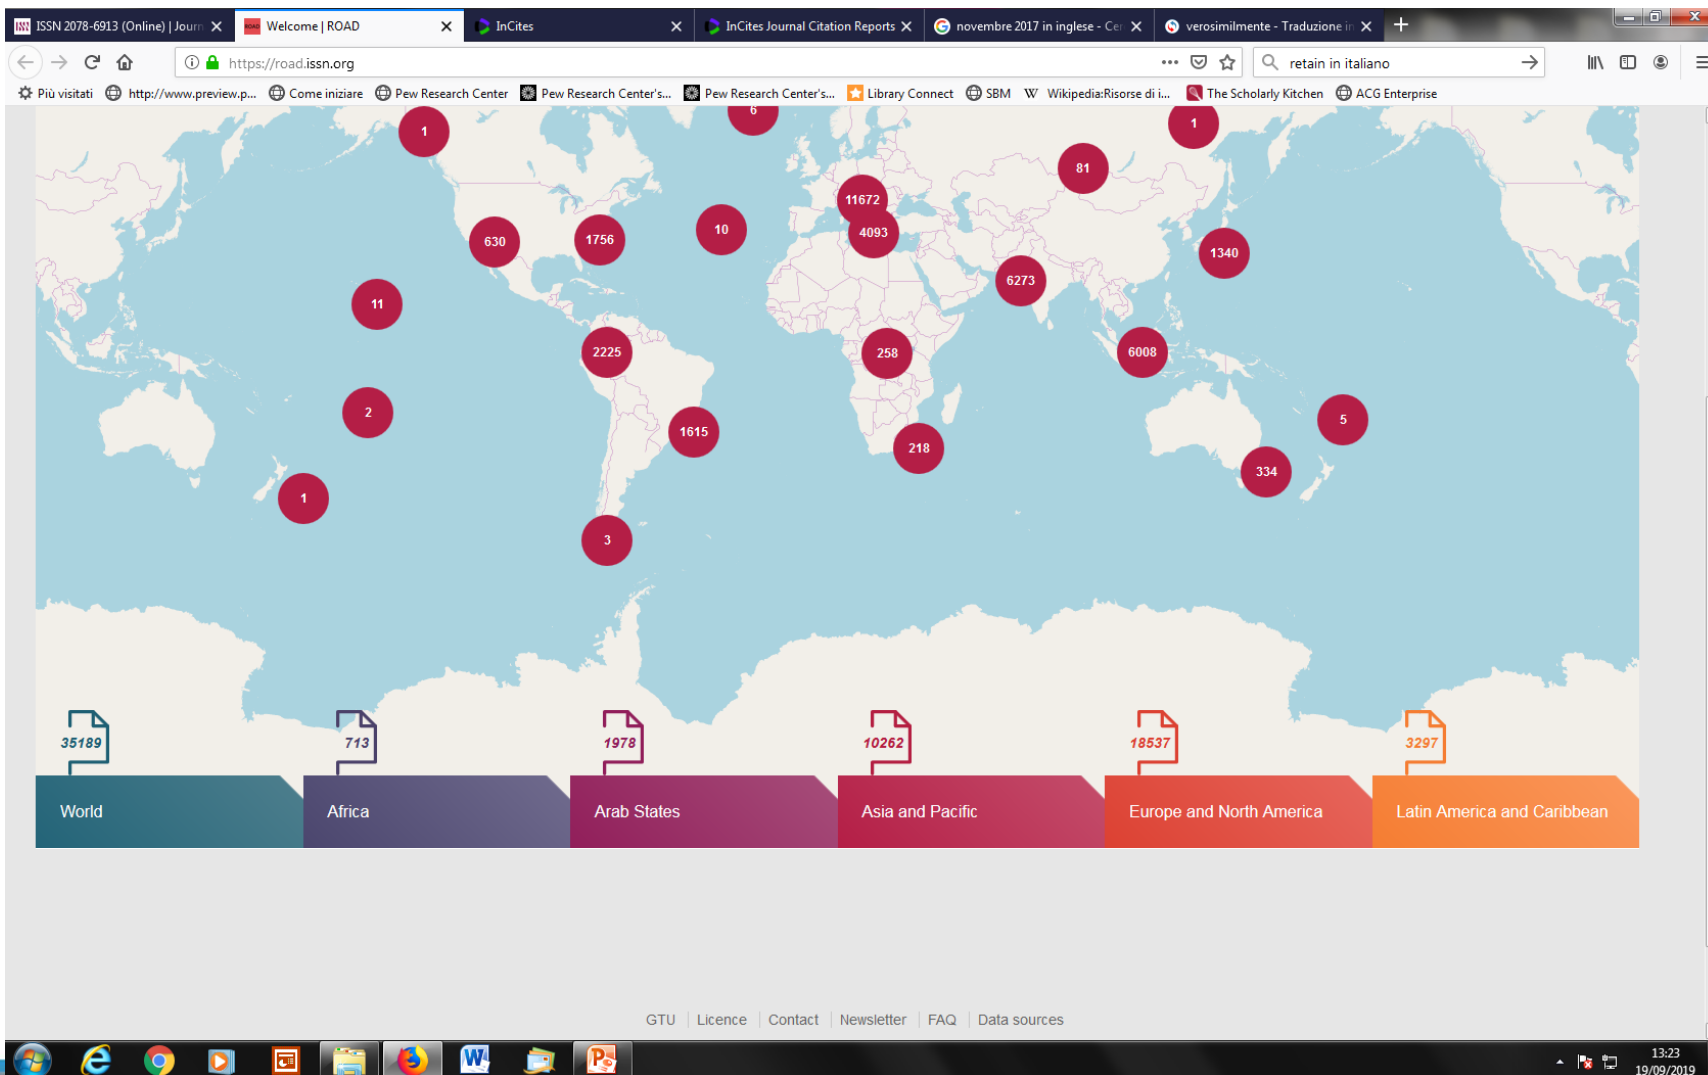 ISSN 2078-6913 (Online) | Journ
Welcome | ROAD
InCites
InCites Journal Citation Reports
novembre 2017 in inglese - Cer
verosimilmente - Traduzione in
https://road.issn.org
retain in italiano
Più visitati
http://www.preview.p...
Come iniziare
Pew Research Center
Pew Research Center's...
Pew Research Center's...
Library Connect
SBM
Wikipedia:Risorse di i...
The Scholarly Kitchen
ACG Enterprise
6
1
1
81
11672
4093
10
630
1756
1340
6273
11
2225
258
6008
2
5
1615
218
334
1
3
35189
713
1978
10262
18537
3297
World
Africa
Arab States
Asia and Pacific
Europe and North America
Latin America and Caribbean
GTU | Licence | Contact | Newsletter | FAQ | Data sources
13:23
19/09/2019